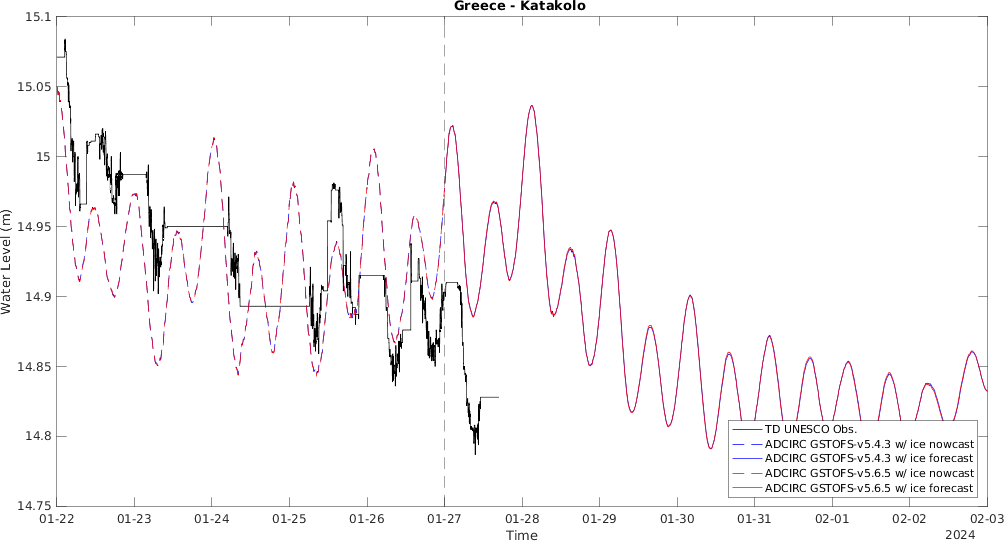 Greece - Katakolo
15.1
15.05
15
14.95
14.9
14.85
14.8
14.75
Water Level (m)
01-22 01-23 01-24 01-25 01-26 01-27 01-28 01-29 01-30 01-31 02-01 02-02 02-03
Time
2024
TD UNESCO Obs.
ADCIRC GSTOFS-v5.4.3 w/ ice nowcast
ADCIRC GSTOFS-v5.4.3 w/ ice forecast
ADCIRC GSTOFS-v5.6.5 w/ ice nowcast
ADCIRC GSTOFS-v5.6.5 w/ ice forecast